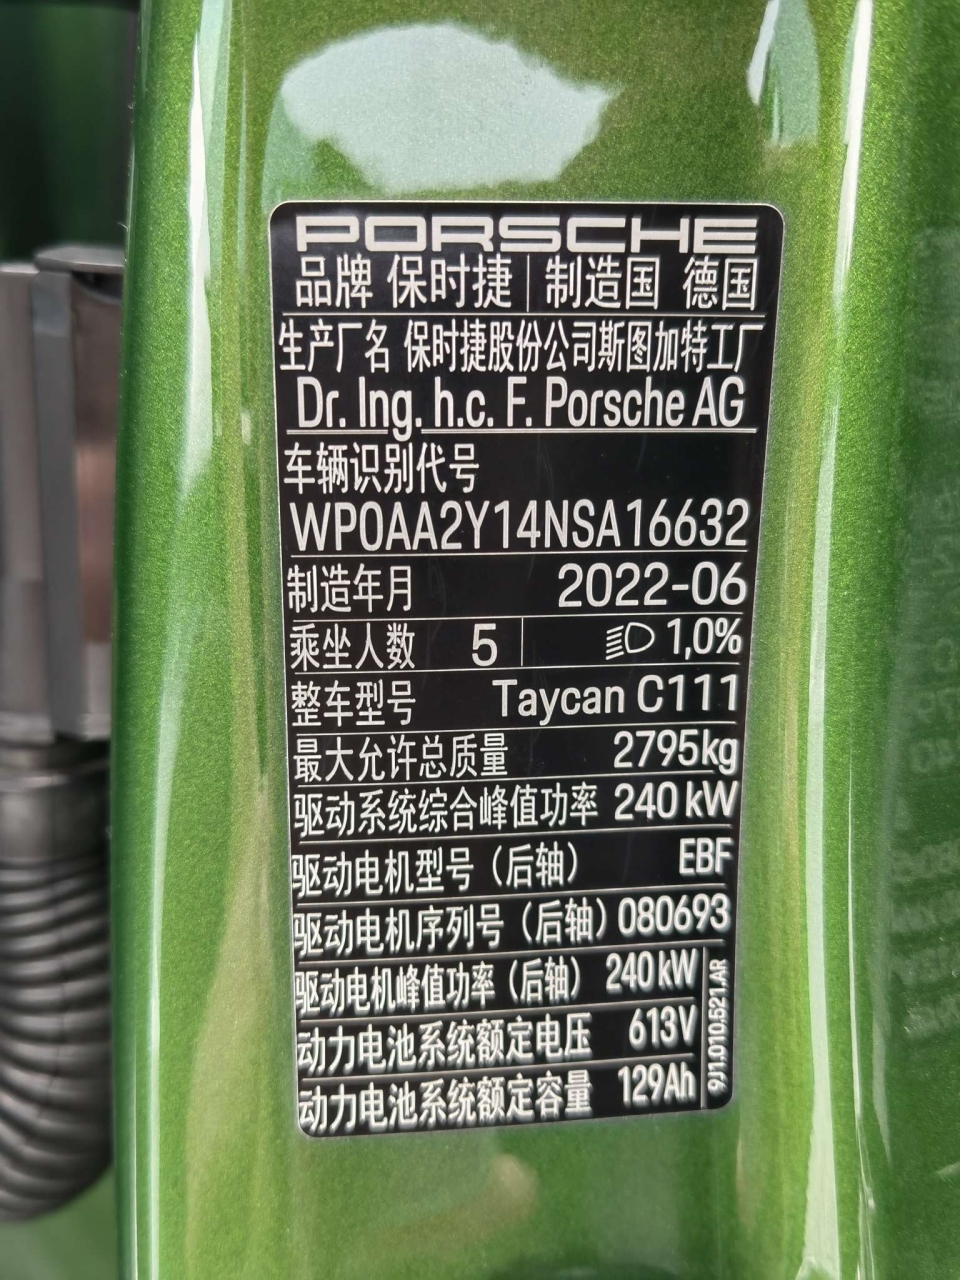 PORSCHE
品牌 保时捷 制造国 德国
生产厂名 保时捷股份公司斯图加特工厂
Dr. Ing. h.c. F. Porsche AG
车辆识别代号
WP0AA2Y14NSA16632
制造年月 2022-06
乘坐人数 5 1,0%
整车型号 Taycan C111
最大允许总质量 2795kg
驱动系统综合峰值功率 240 kW
驱动电机型号（后轴） EBF
驱动电机序列号（后轴）080693
驱动电机峰值功率（后轴） 240 kW
动力电池系统额定电压 613V
动力电池系统额定容量 129Ah
9J1.010.521.AR